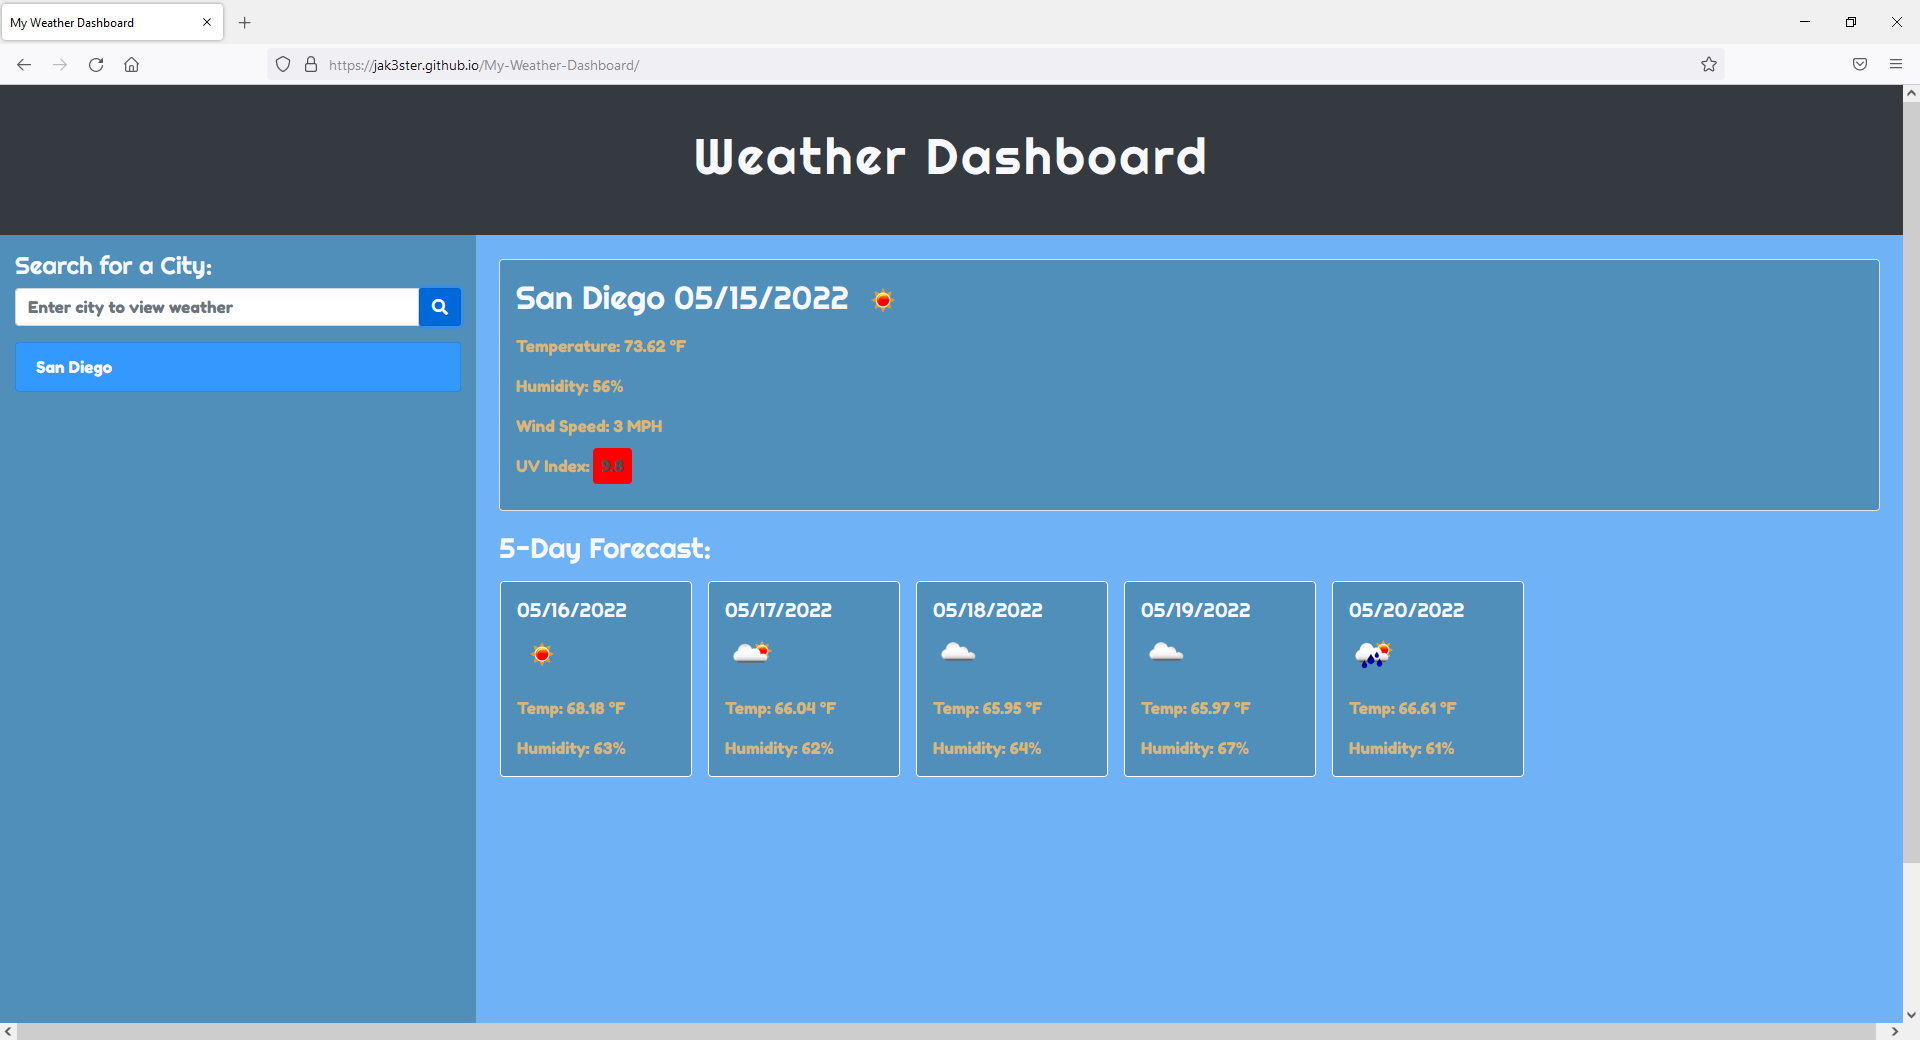 My Weather Dashboard
https://jak3ster.github.io/My-Weather-Dashboard/
Weather Dashboard
Search for a City:
Enter city to view weather
San Diego
San Diego 05/15/2022
Temperature: 73.62 °F
Humidity: 56%
Wind Speed: 3 MPH
UV Index: 9.8
5-Day Forecast:
05/16/2022
Temp: 68.18 °F
Humidity: 63%
05/17/2022
Temp: 66.04 °F
Humidity: 62%
05/18/2022
Temp: 65.95 °F
Humidity: 64%
05/19/2022
Temp: 65.97 °F
Humidity: 67%
05/20/2022
Temp: 66.61 °F
Humidity: 61%